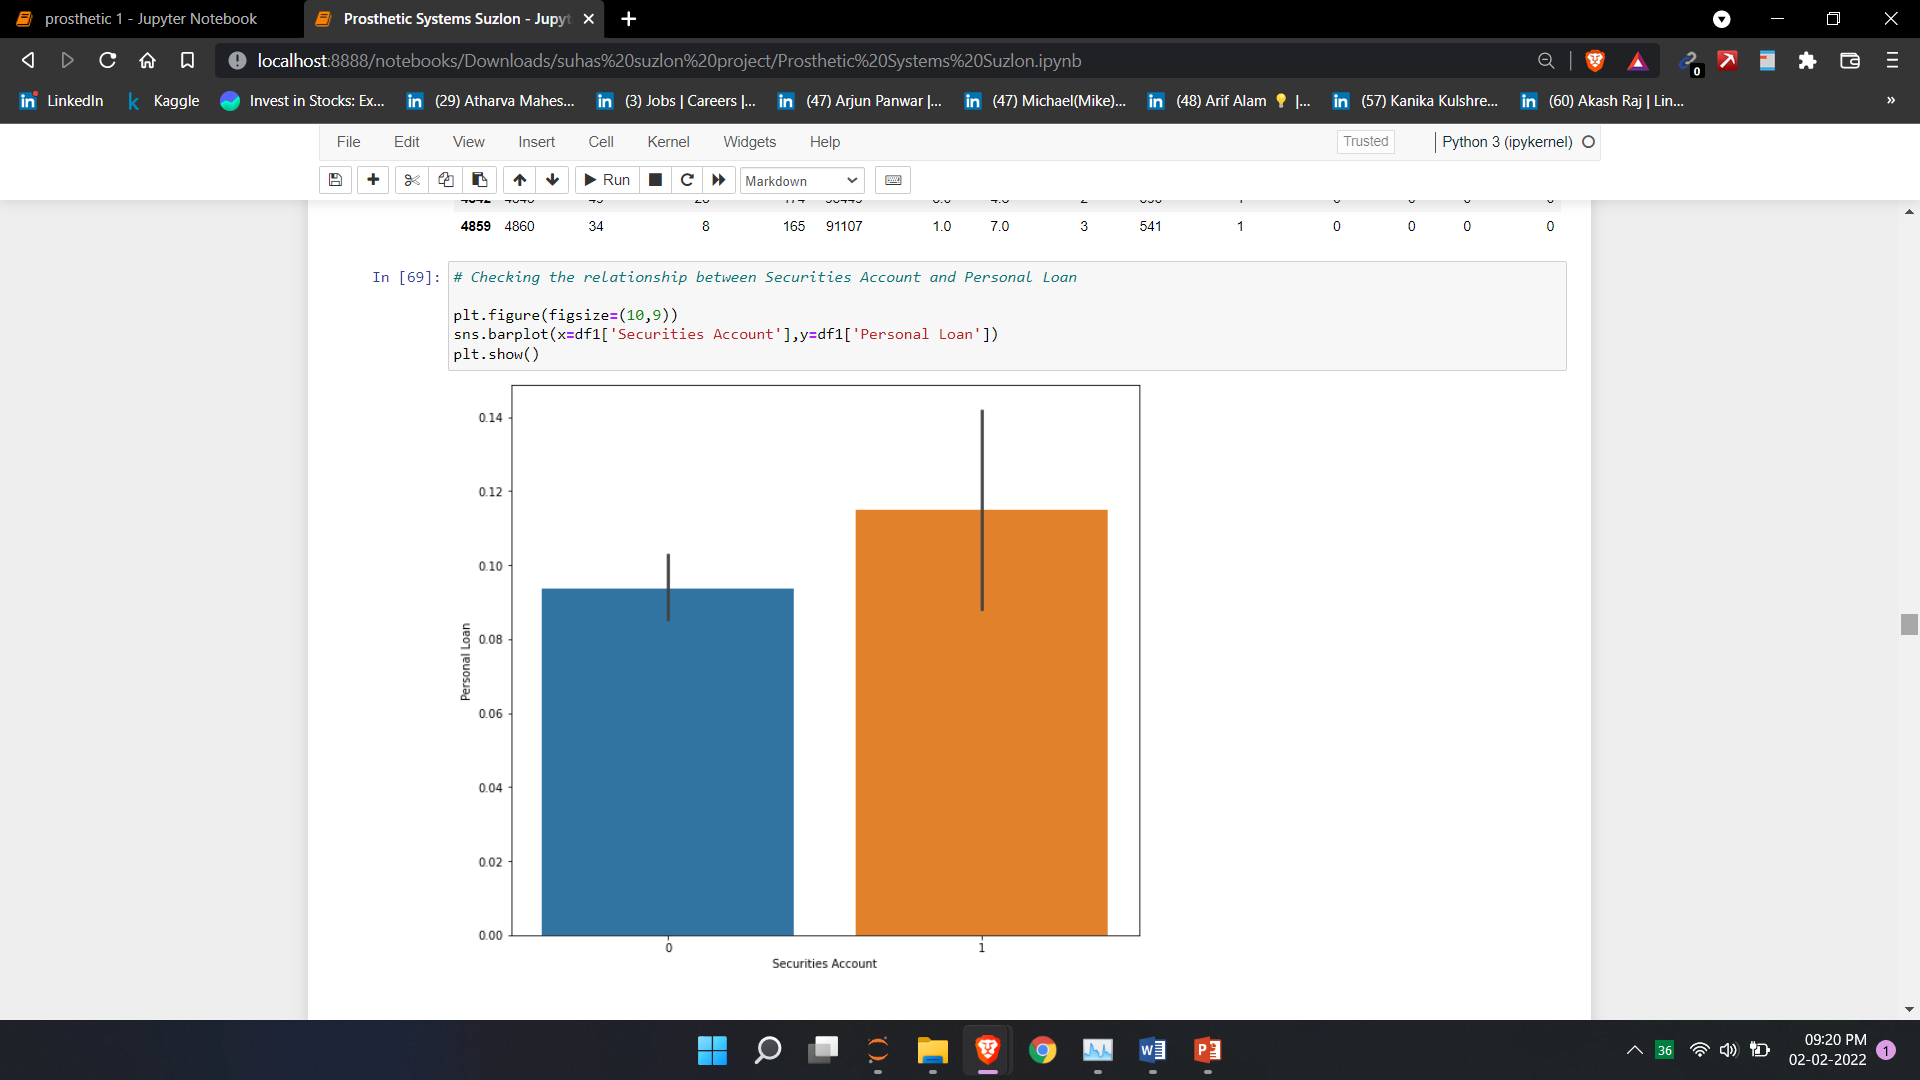 prosthetic 1 - Jupyter Notebook
Prosthetic Systems Suzlon - Jupyt
localhost:8888/notebooks/Downloads/suhas%20suzlon%20project/Prosthetic%20Systems%20Suzlon.ipynb
0
LinkedIn
Kaggle
Invest in Stocks: Ex...
(29) Atharva Mahes...
(3) Jobs | Careers |...
(47) Arjun Panwar |...
(47) Michael(Mike)...
(48) Arif Alam 💡 |...
(57) Kanika Kulshre...
(60) Akash Raj | Lin...
»
File Edit View Insert Cell Kernel Widgets Help
Trusted
Python 3 (ipykernel)
Run
Markdown
4859 4860 34 8 165 91107 1.0 7.0 3 541 1 0 0 0 0
In [69]:
# Checking the relationship between Securities Account and Personal Loan
plt.figure(figsize=(10,9))
sns.barplot(x=df1['Securities Account'],y=df1['Personal Loan'])
plt.show()
0.14
0.12
0.10
0.08
0.06
0.04
0.02
0.00
Personal Loan
0 1
Securities Account
36
09:20 PM
02-02-2022
1